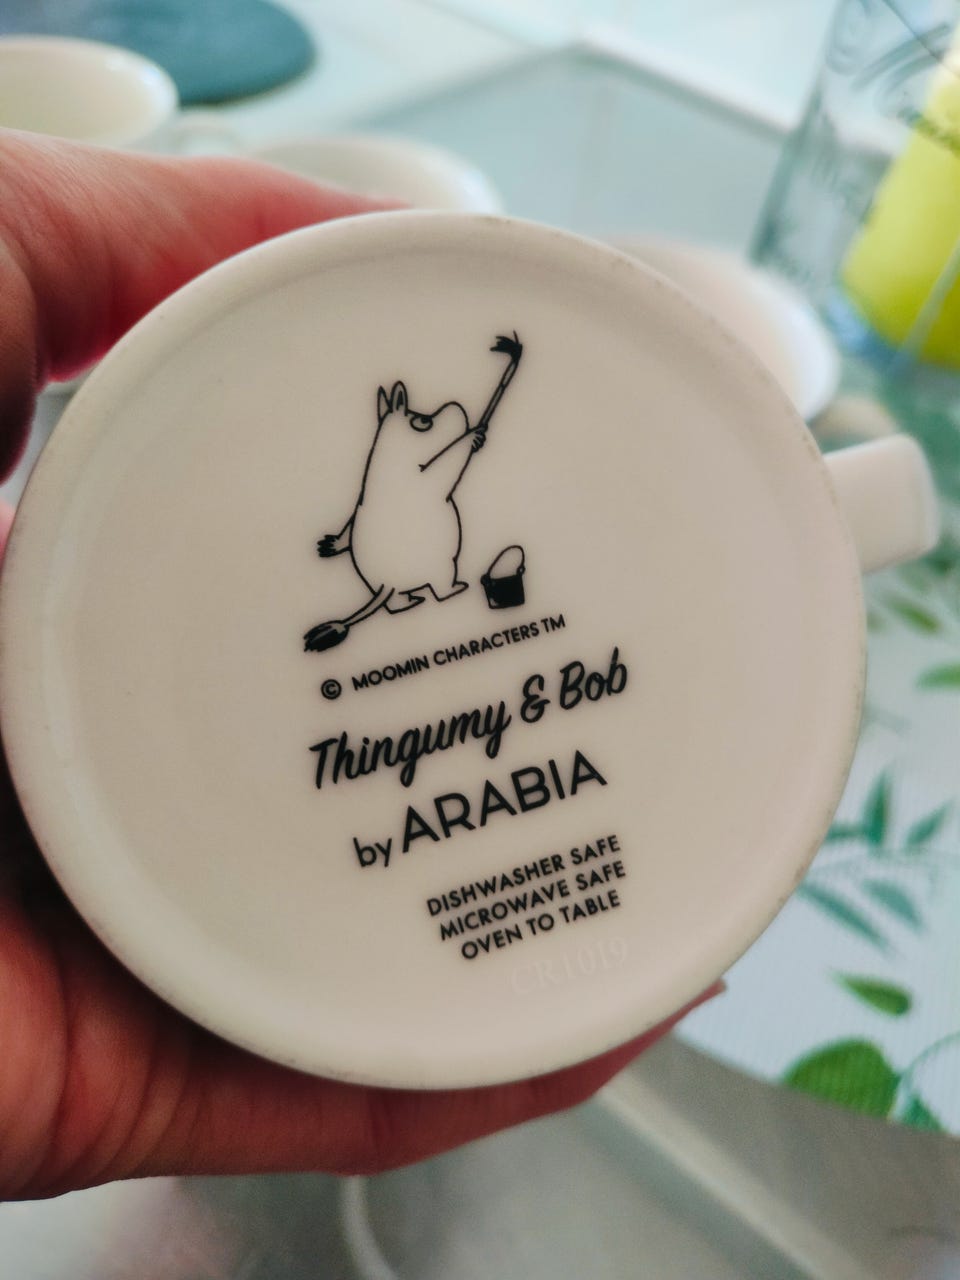 © MOOMIN CHARACTERS TM
Thingumy & Bob
by ARABIA
DISHWASHER SAFE
MICROWAVE SAFE
OVEN TO TABLE
CR1019